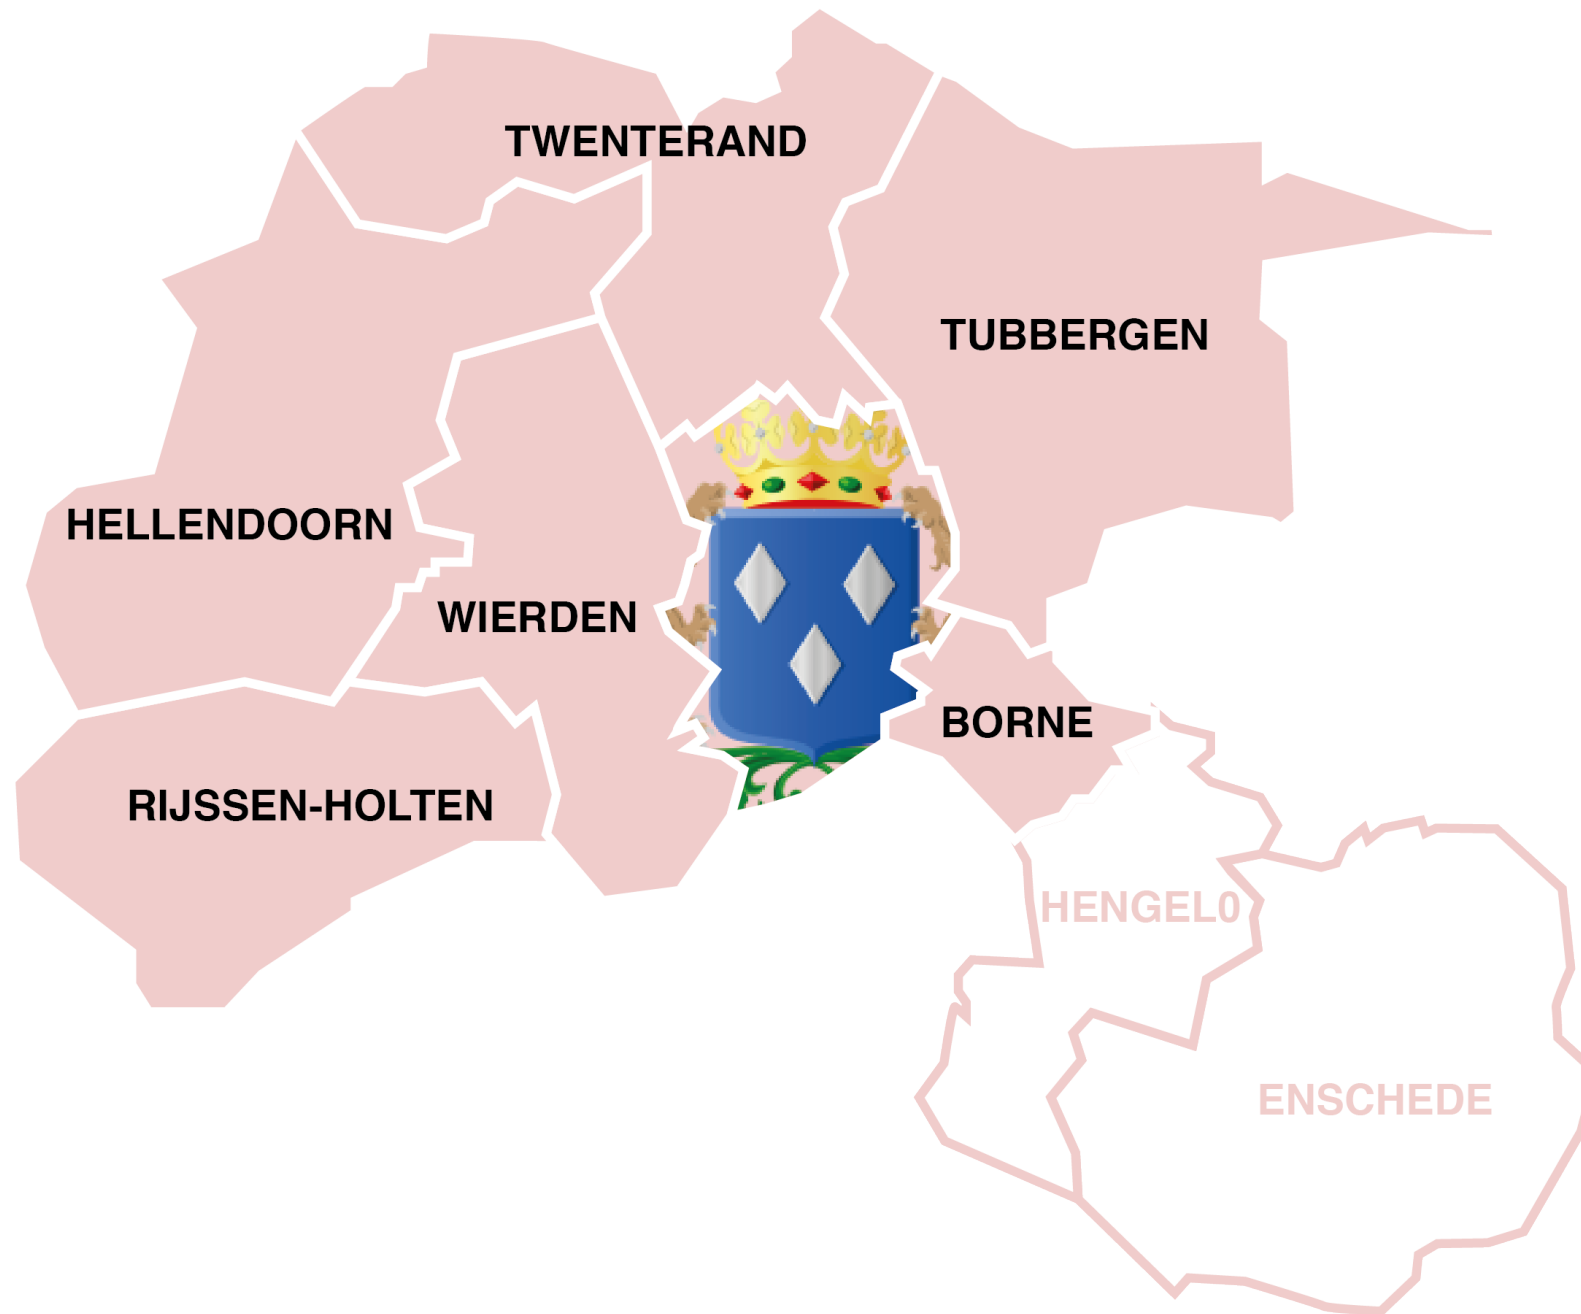 TWENTERAND
TUBBERGEN
HELLENDOORN
WIERDEN
BORNE
RIJSSEN-HOLTEN
HENGEL0
ENSCHEDE